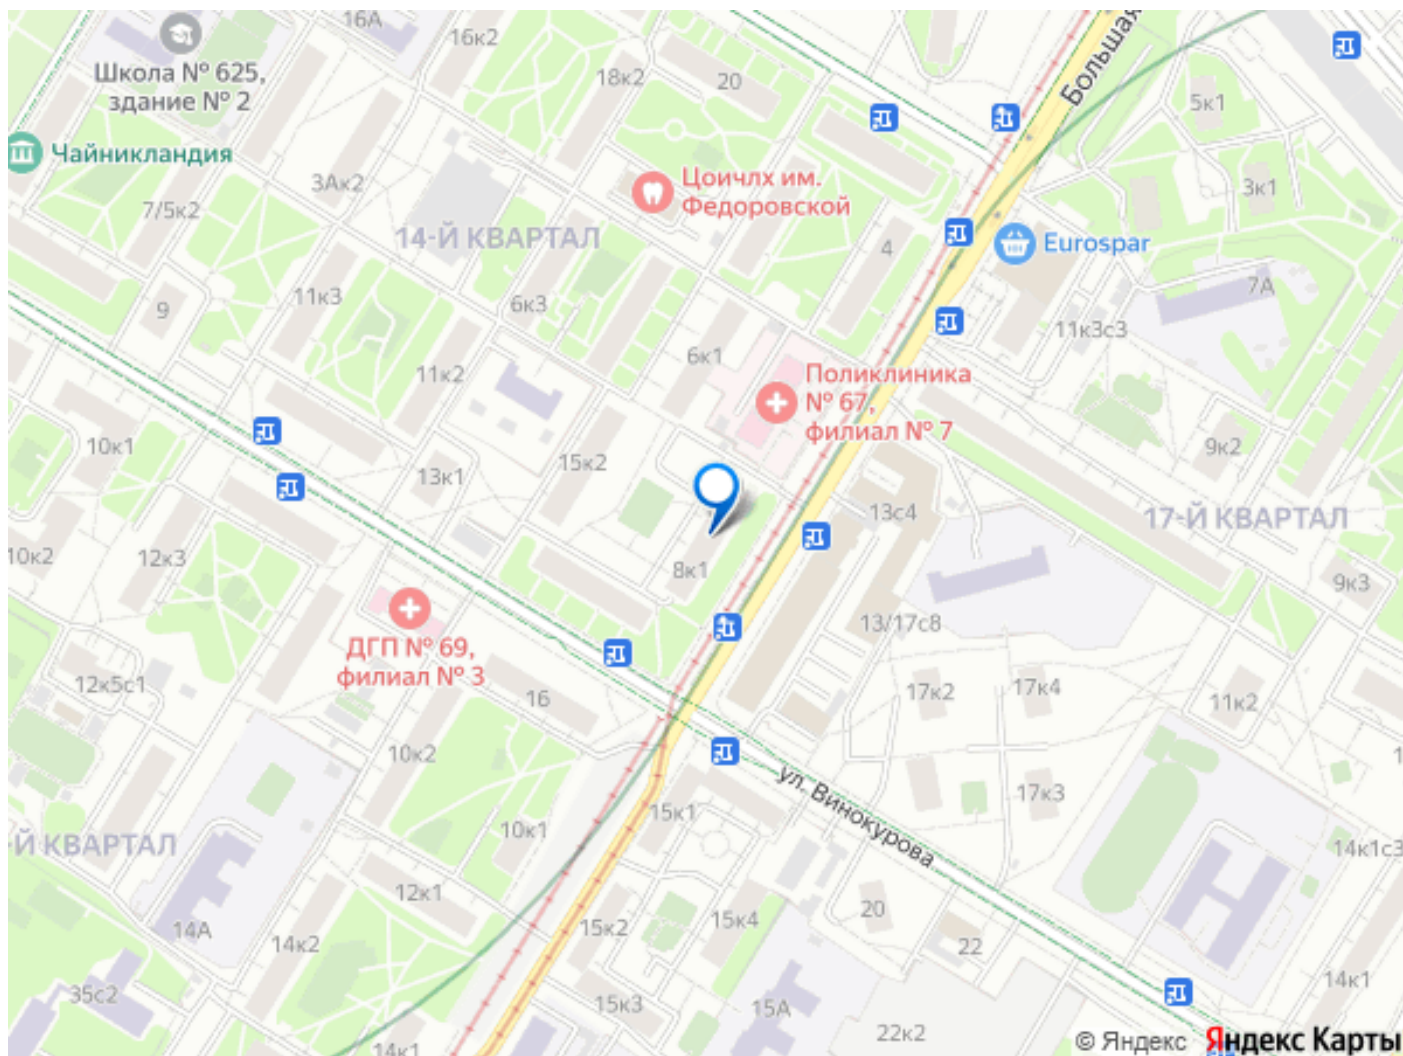 16А
16к2
Школа № 625,
здание № 2
18к2
20
Большая
5к1
Чайникландия
3Ак2
7/5к2
Цоичлх им.
Федоровской
3к1
14-Й КВАРТАЛ
4
Eurospar
7А
11к3
9
6к3
11к3с3
6к1
11к2
Поликлиника
№ 67,
филиал № 7
10к1
13к1
15к2
9к2
13с4
17-Й КВАРТАЛ
10к2
12к3
8к1
9к3
13/17с8
ДГП № 69,
филиал № 3
12к5с1
16
17к2
17к4
11к2
10к2
ул. Винокурова
17к3
15к1
10к1
-Й КВАРТАЛ
14к1с3
12к1
14А
14к2
15к2
15к4
20
22
35с2
15к3
15А
22к2
14к1
14к1
© Яндекс Яндекс Карты